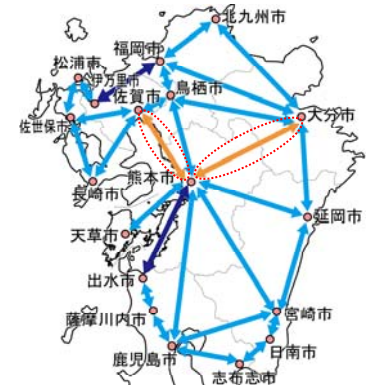 北九州市
福岡市
松浦市
伊万里市
佐賀市
鳥栖市
佐世保市
大分市
長崎市
熊本市
天草市
延岡市
出水市
薩摩川内市
宮崎市
日南市
鹿児島市
志布志市